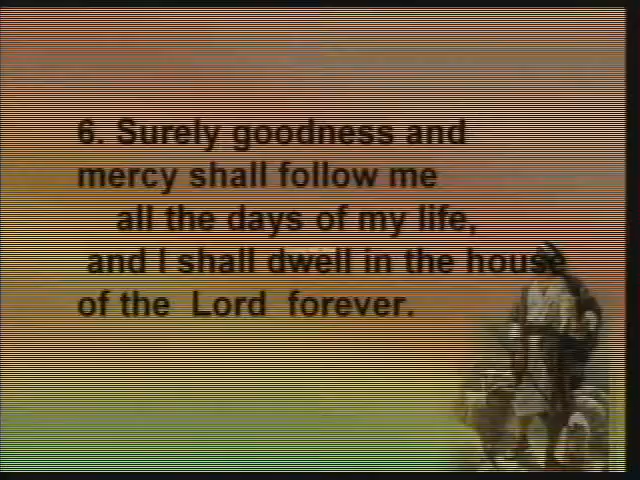 6. Surely goodness and
mercy shall follow me
all the days of my life,
and I shall dwell in the house
of the Lord forever.